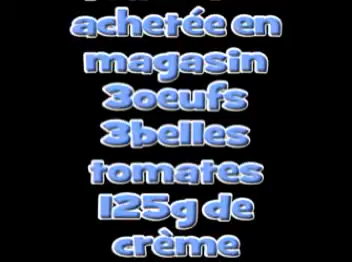 achetée en
magasin
3oeufs
3belles
tomates
125g de
crème